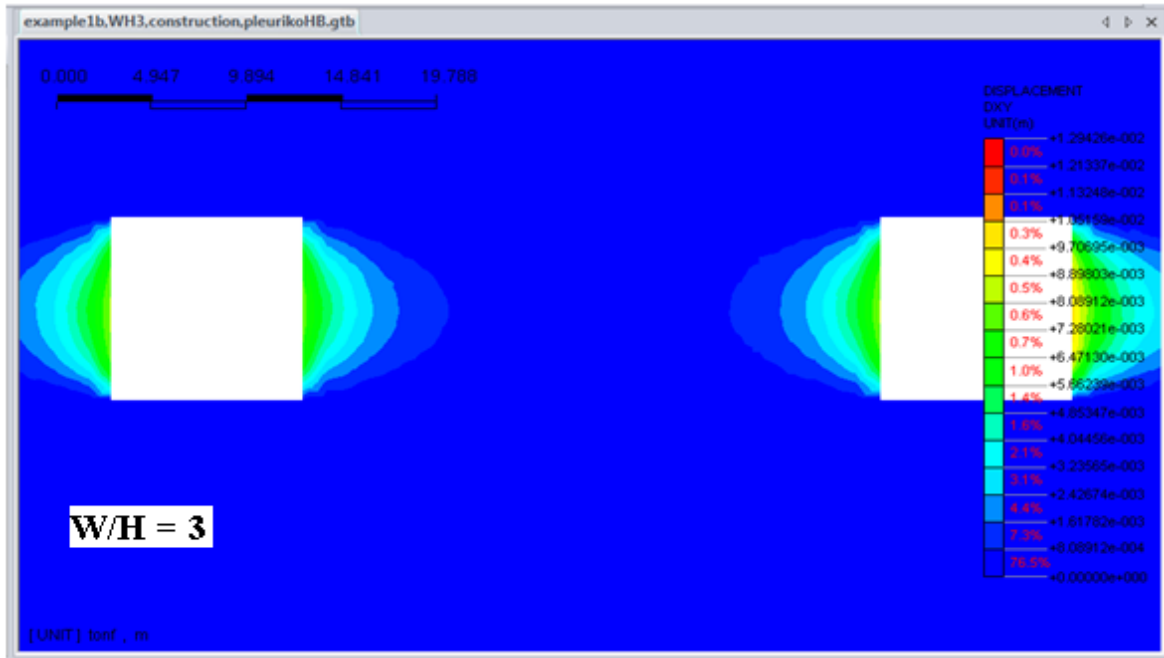 example1b,WH3,construction,pleurikoHB.gtb
0.000 4.947 9.894 14.841 19.788
DISPLACEMENT
DXY
UNIT(m)
+1.29426e-002
0.0%
+1.21337e-002
0.1%
+1.13248e-002
0.1%
+1.05159e-002
0.3%
+9.70695e-003
0.4%
+8.89803e-003
0.5%
+8.08912e-003
0.6%
+7.28021e-003
0.7%
+6.47130e-003
1.0%
+5.66239e-003
1.4%
+4.85347e-003
1.6%
+4.04456e-003
2.1%
+3.23565e-003
3.1%
+2.42674e-003
4.4%
+1.61782e-003
7.3%
+8.08912e-004
76.5%
+0.00000e+000
W/H = 3
[UNIT] tonf , m